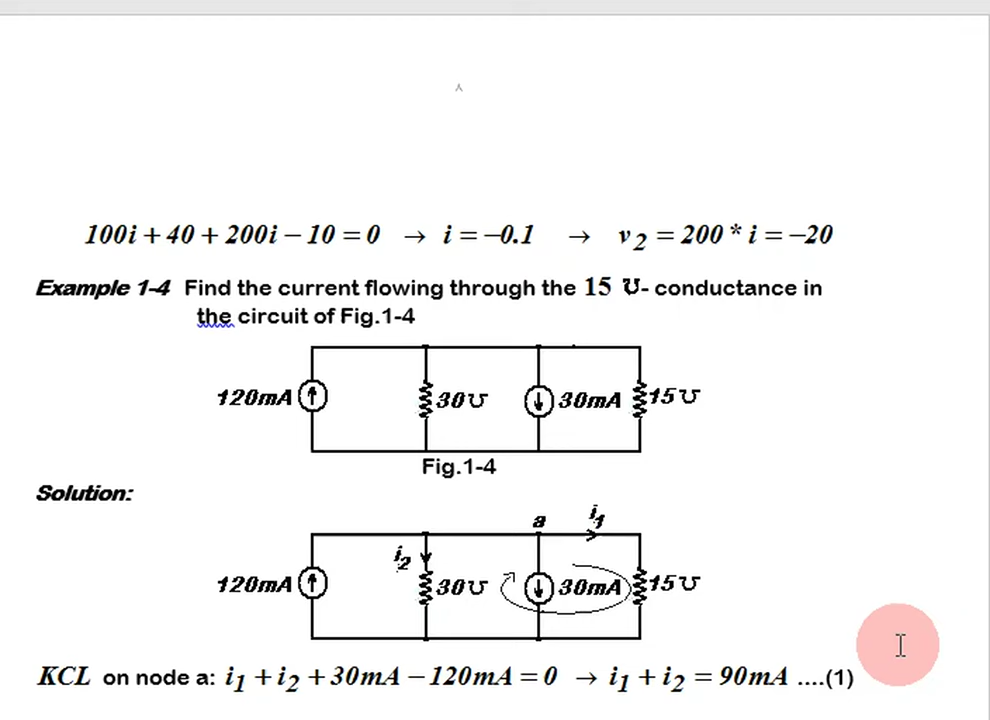 100i + 40 + 200i – 10 = 0 → i = –0.1 → v2 = 200 * i = –20
Example 1-4 Find the current flowing through the 15 ℧- conductance in
the circuit of Fig.1-4
120mA 30℧ 30mA 15℧
Fig.1-4
Solution:
a i1
i2
120mA 30℧ 30mA 15℧
KCL on node a: i1 + i2 + 30mA – 120mA = 0 → i1 + i2 = 90mA ....(1)